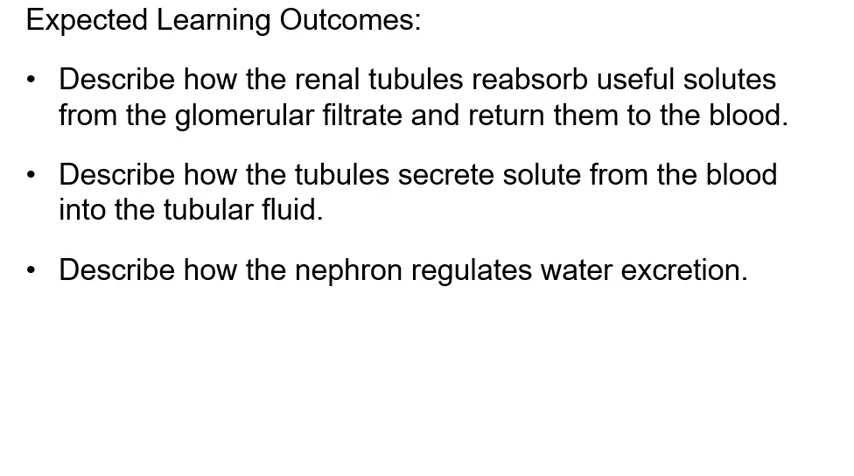 Expected Learning Outcomes:
• Describe how the renal tubules reabsorb useful solutes
from the glomerular filtrate and return them to the blood.
• Describe how the tubules secrete solute from the blood
into the tubular fluid.
• Describe how the nephron regulates water excretion.